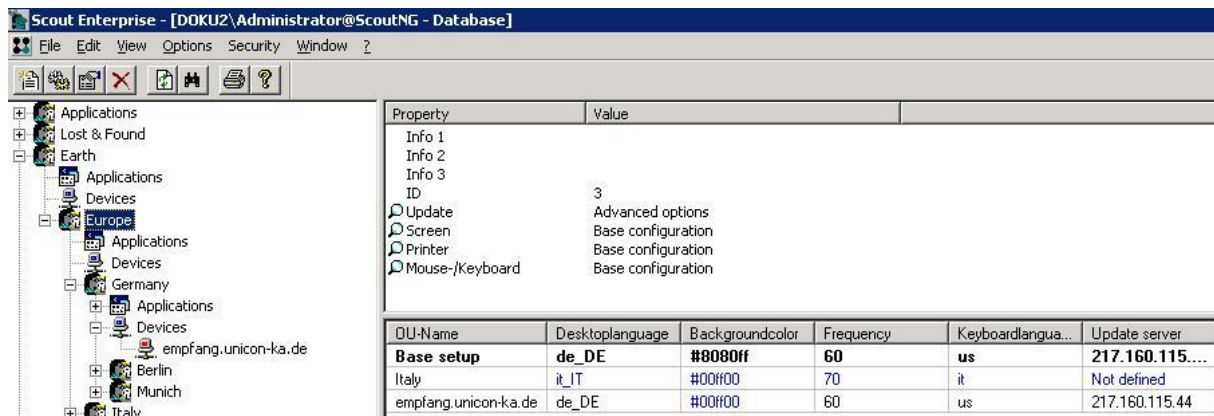 Scout Enterprise - [DOKU2\Administrator@ScoutNG - Database]
File Edit View Options Security Window ?
Applications
Lost & Found
Earth
Applications
Devices
Europe
Applications
Devices
Germany
Applications
Devices
empfang.unicon-ka.de
Berlin
Munich
Italy
Property Value
Info 1
Info 2
Info 3
ID 3
Update Advanced options
Screen Base configuration
Printer Base configuration
Mouse-/Keyboard Base configuration
OU-Name Desktoplanguage Backgroundcolor Frequency Keyboardlangua... Update server
Base setup de_DE #8080ff 60 us 217.160.115....
Italy it_IT #00ff00 70 it Not defined
empfang.unicon-ka.de de_DE #00ff00 60 us 217.160.115.44